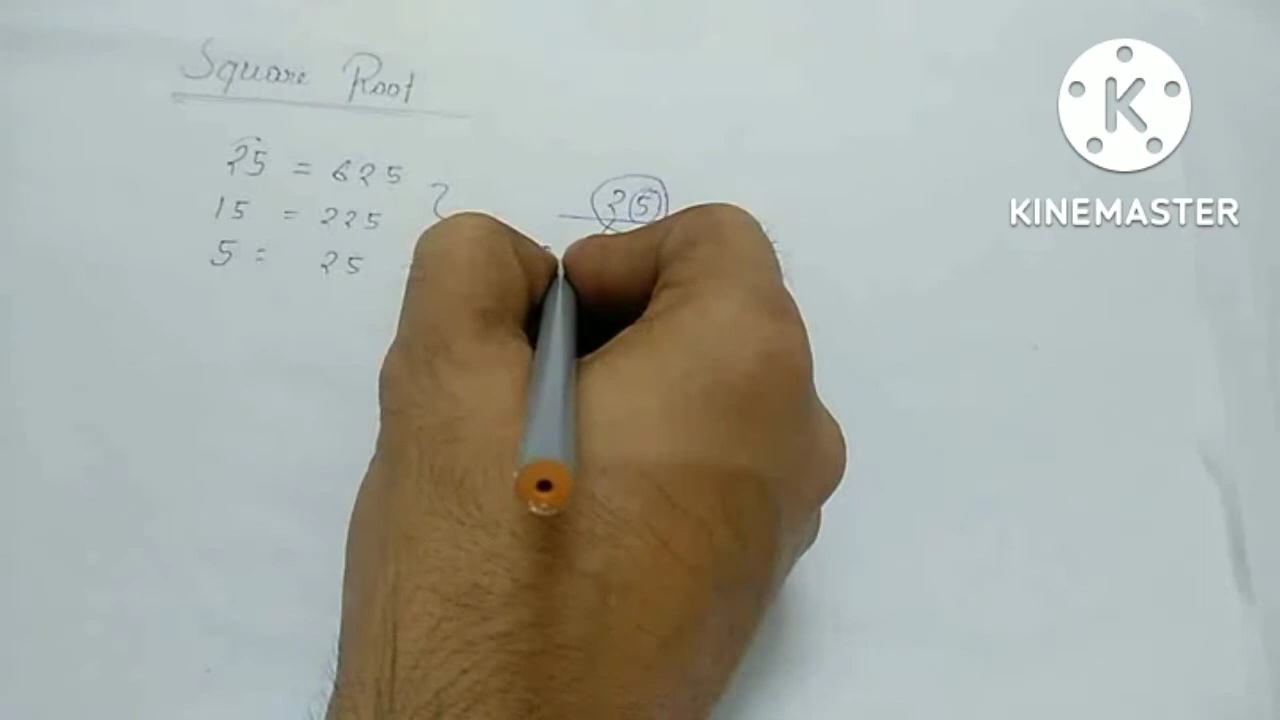 Square Root
25 = 625
15 = 225
5 = 25
25
KINEMASTER